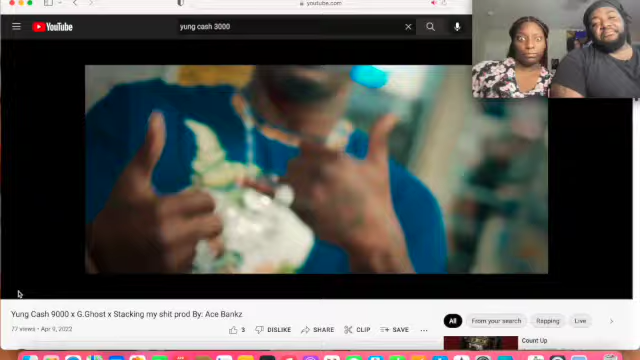 youtube.com
YouTube
yung cash 3000
Yung Cash 9000 x G.Ghost x Stacking my shit prod By: Ace Bankz
77 views • Apr 9, 2022
3
DISLIKE
SHARE
CLIP
SAVE
All
From your search
Rapping
Live
Count Up